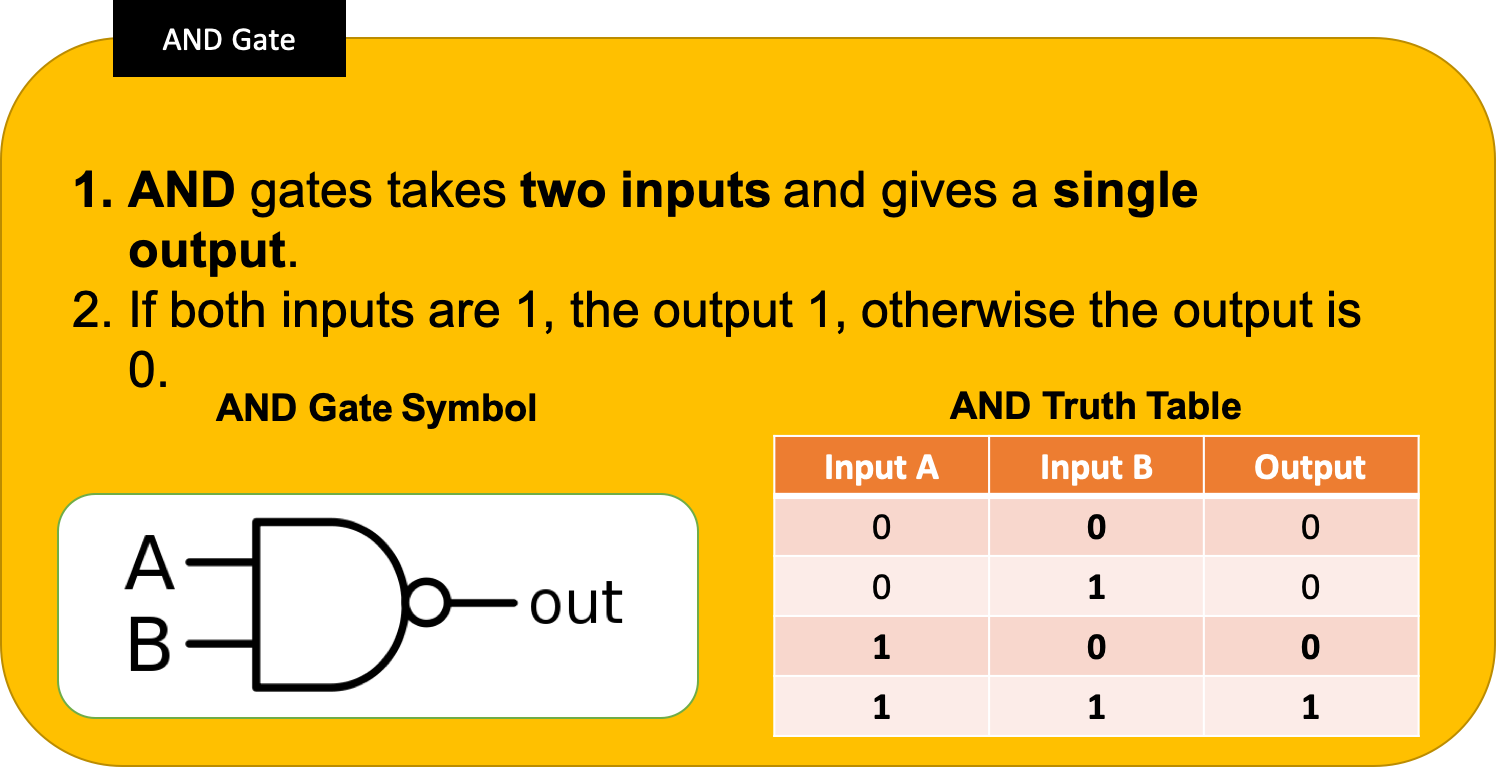 AND Gate
1. AND gates takes two inputs and gives a single
output.
2. If both inputs are 1, the output 1, otherwise the output is
0.
AND Gate Symbol
A
B
out
AND Truth Table
Input A Input B Output
0 0 0
0 1 0
1 0 0
1 1 1